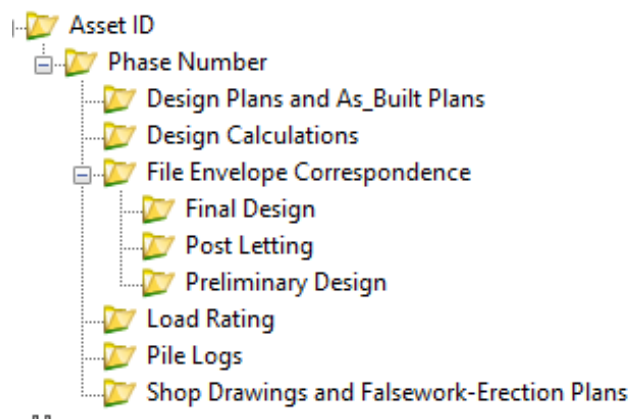 Asset ID
Phase Number
Design Plans and As_Built Plans
Design Calculations
File Envelope Correspondence
Final Design
Post Letting
Preliminary Design
Load Rating
Pile Logs
Shop Drawings and Falsework-Erection Plans